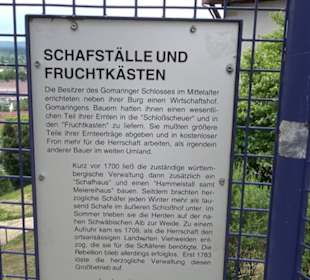 SCHAFSTÄLLE UND
FRUCHTKÄSTEN
Die Besitzer des Gomaringer Schlosses im Mittelalter
errichteten neben ihrer Burg einen Wirtschaftshof.
Gomaringens Bauern hatten ihnen einen wesentli-
chen Teil ihrer Ernten in die "Schloßscheuer" und in
den "Fruchtkasten" zu liefern. Sie mußten größere
Teile ihrer Ernteerträge abgeben und in kostenloser
Fron mehr für die Herrschaft arbeiten, als irgendein
anderer Bauer im weiten Umland.
Kurz vor 1700 ließ die zuständige württem-
bergische Verwaltung dann zusätzlich ein
"Schafhaus" und einen "Hammelstall samt
Meiereihaus" bauen. Seitdem brachten her-
zogliche Schäfer jeden Winter mehr als tau-
send Schafe im äußeren Schloßhof unter. Im
Sommer trieben sie die Herden auf der na-
hen Schwäbischen Alb zur Weide. Zu einem
Aufruhr kam es 1709, als die Herrschaft den
ortsansässigen Landwirten Viehweiden ent-
zog, die sie für die Schäferei benötigte. Die
Rebellion blieb allerdings erfolglos. Erst 1783
löste die herzogliche Verwaltung diesen
Großbetrieb auf.